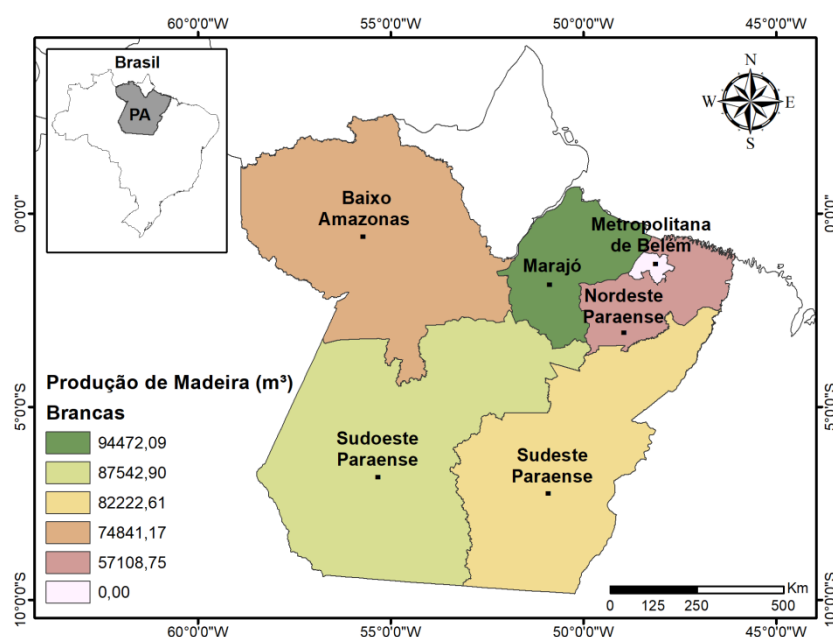 60°0'0"W 55°0'0"W 50°0'0"W 45°0'0"W
Brasil
PA
N
W E
S
0°0'0"
0°0'0"
Baixo
Amazonas
Metropolitana
de Belém
Marajó
Nordeste
Paraense
Produção de Madeira (m³)
Brancas
94472,09
87542,90
82222,61
74841,17
57108,75
0,00
5°0'0"S
5°0'0"S
Sudoeste
Paraense
Sudeste
Paraense
Km
0 125 250 500
10°0'0"S
10°0'0"S
60°0'0"W 55°0'0"W 50°0'0"W 45°0'0"W